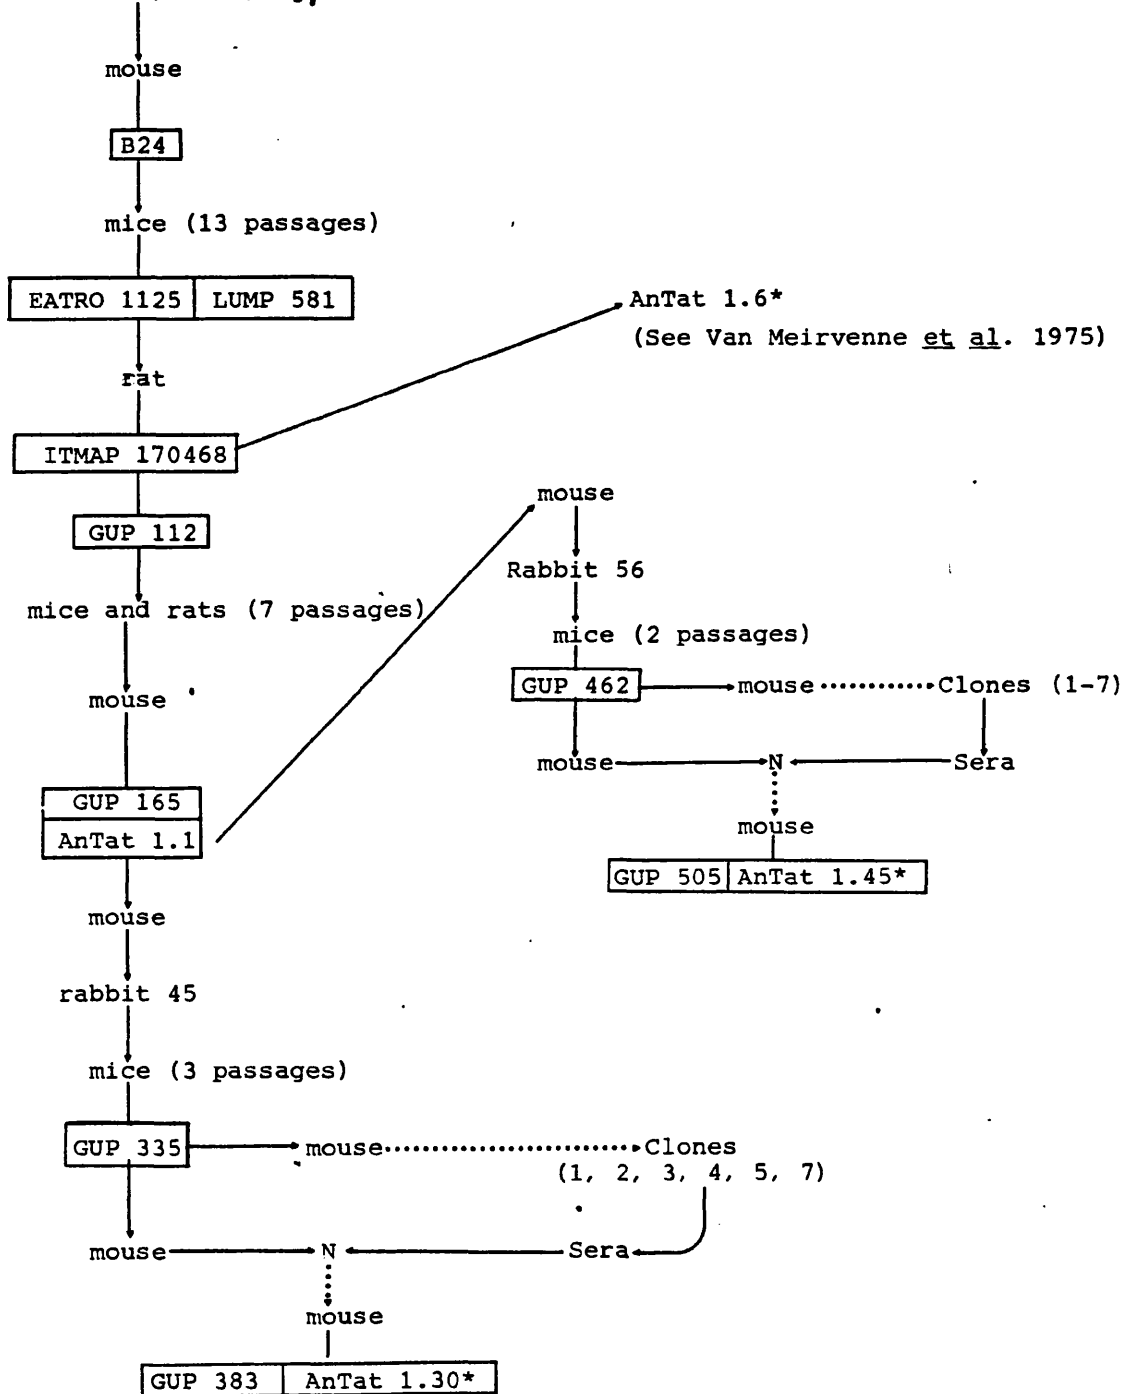 mouse
B24
mice (13 passages)
EATRO 1125 LUMP 581
AnTat 1.6*
(See Van Meirvenne et al. 1975)
rat
ITMAP 170468
GUP 112
mice and rats (7 passages)
mouse
GUP 165
AnTat 1.1
mouse
Rabbit 56
mice (2 passages)
GUP 462 mouse Clones (1-7)
mouse N Sera
mouse
GUP 505 AnTat 1.45*
mouse
rabbit 45
mice (3 passages)
GUP 335 mouse Clones
(1, 2, 3, 4, 5, 7)
mouse N Sera
mouse
GUP 383 AnTat 1.30*